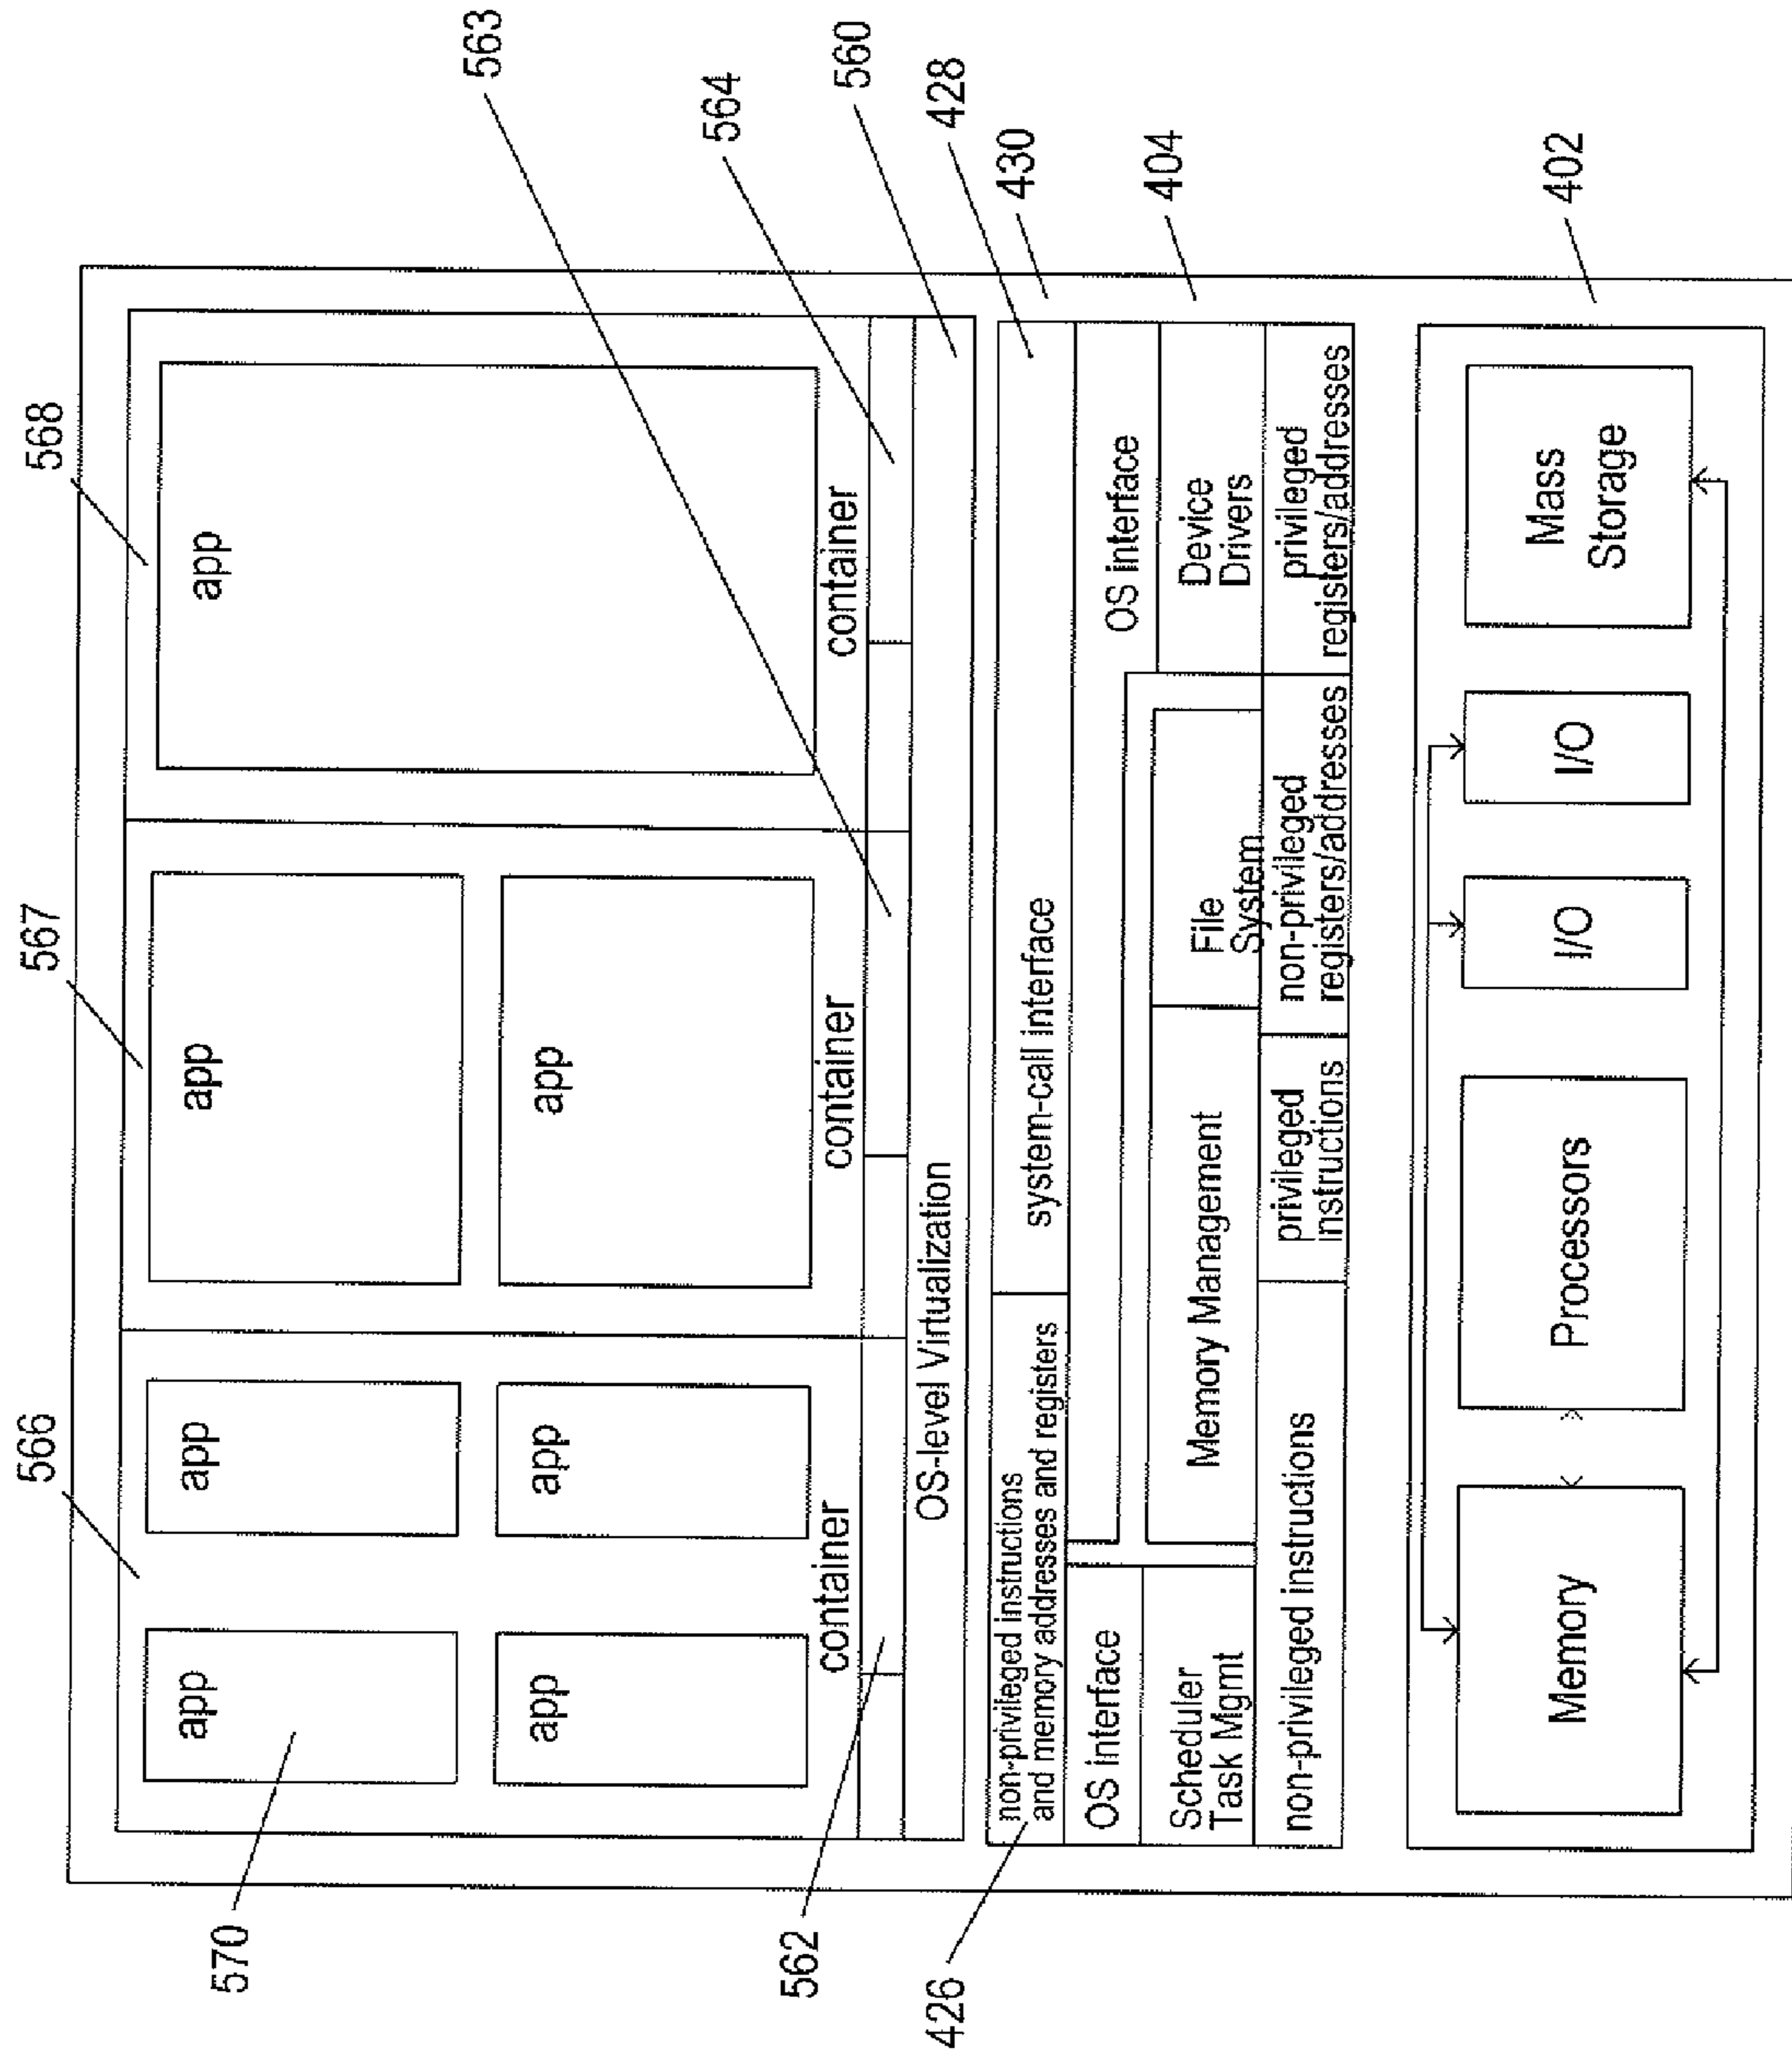 566
567
568
563
564
560
428
430
404
402
570
562
426
app
app
app
app
app
app
app
container
container
container
OS-level Virtualization
non-privileged instructions
and memory addresses and registers
system-call interface
OS interface
OS interface
Scheduler
Task Mgmt
Memory Management
File
System
Device
Drivers
non-privileged instructions
privileged
instructions
non-privileged
registers/addresses
privileged
registers/addresses
Memory
Processors
I/O
I/O
Mass
Storage